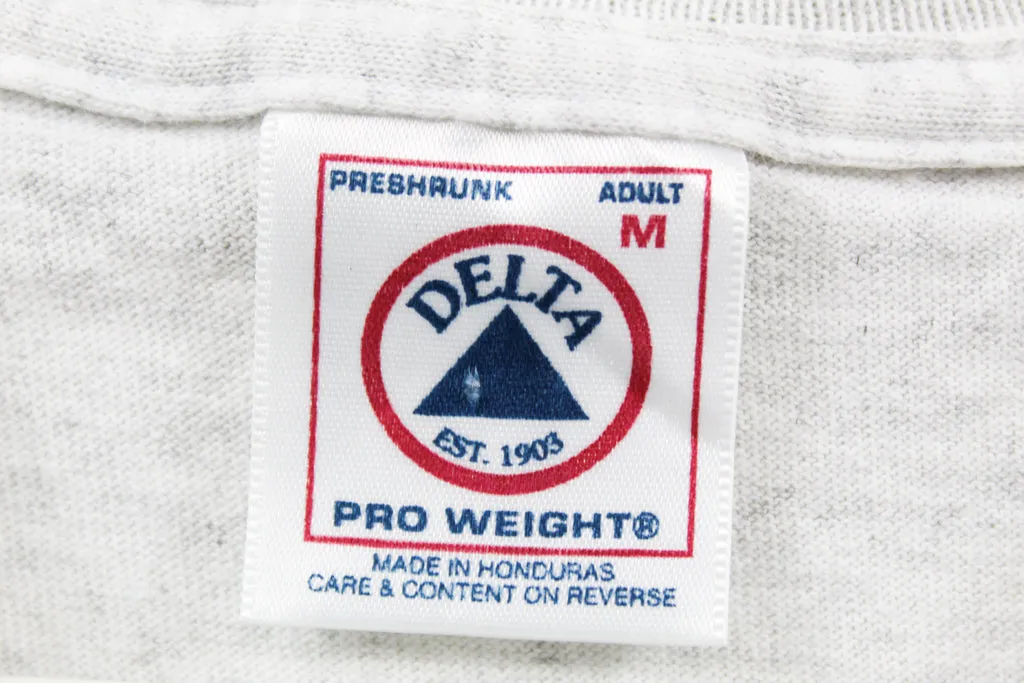 PRESHRUNK
ADULT
M
DELTA
EST. 1903
PRO WEIGHT®
MADE IN HONDURAS
CARE & CONTENT ON REVERSE